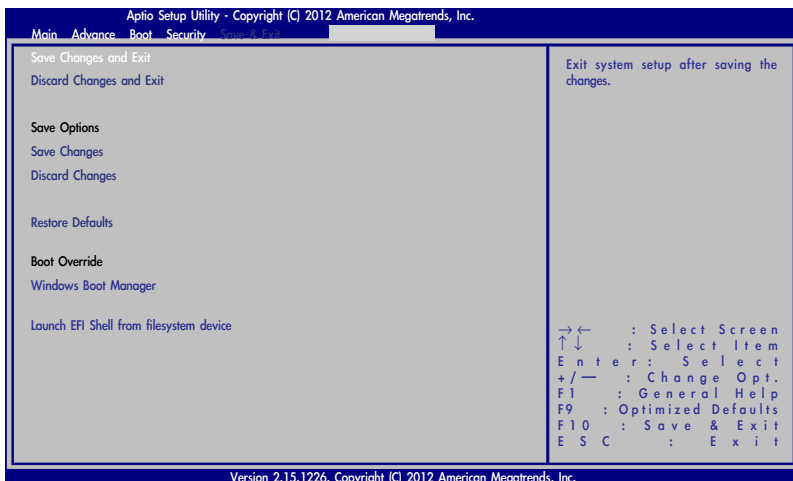 Aptio Setup Utility - Copyright (C) 2012 American Megatrends, Inc.
Main Advance Boot Security Save & Exit
Save Changes and Exit
Discard Changes and Exit
Save Options
Save Changes
Discard Changes
Restore Defaults
Boot Override
Windows Boot Manager
Launch EFI Shell from filesystem device
Exit system setup after saving the
changes.
→← : Select Screen
↑↓ : Select Item
Enter: Select
+/— : Change Opt.
F1 : General Help
F9 : Optimized Defaults
F10 : Save & Exit
ESC : Exit
Version 2.15.1226. Copyright (C) 2012 American Megatrends, Inc.